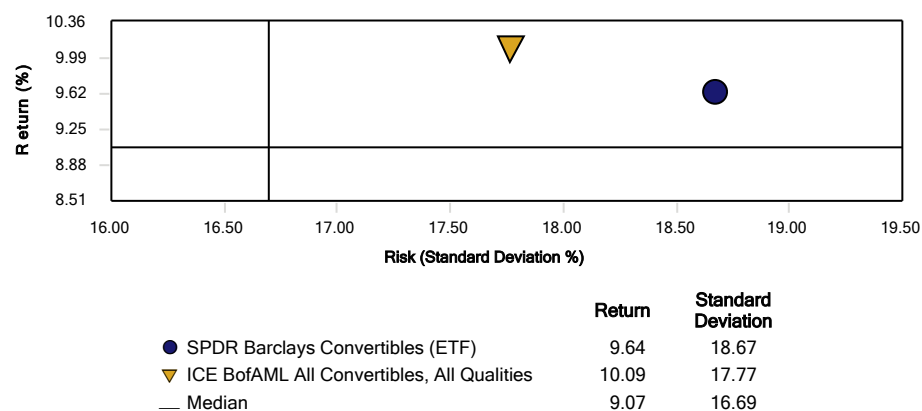 10.36
9.99
9.62
9.25
8.88
8.51
Return (%)
16.00 16.50 17.00 17.50 18.00 18.50 19.00 19.50
Risk (Standard Deviation %)
Return Standard Deviation
SPDR Barclays Convertibles (ETF) 9.64 18.67
ICE BofAML All Convertibles, All Qualities 10.09 17.77
Median 9.07 16.69